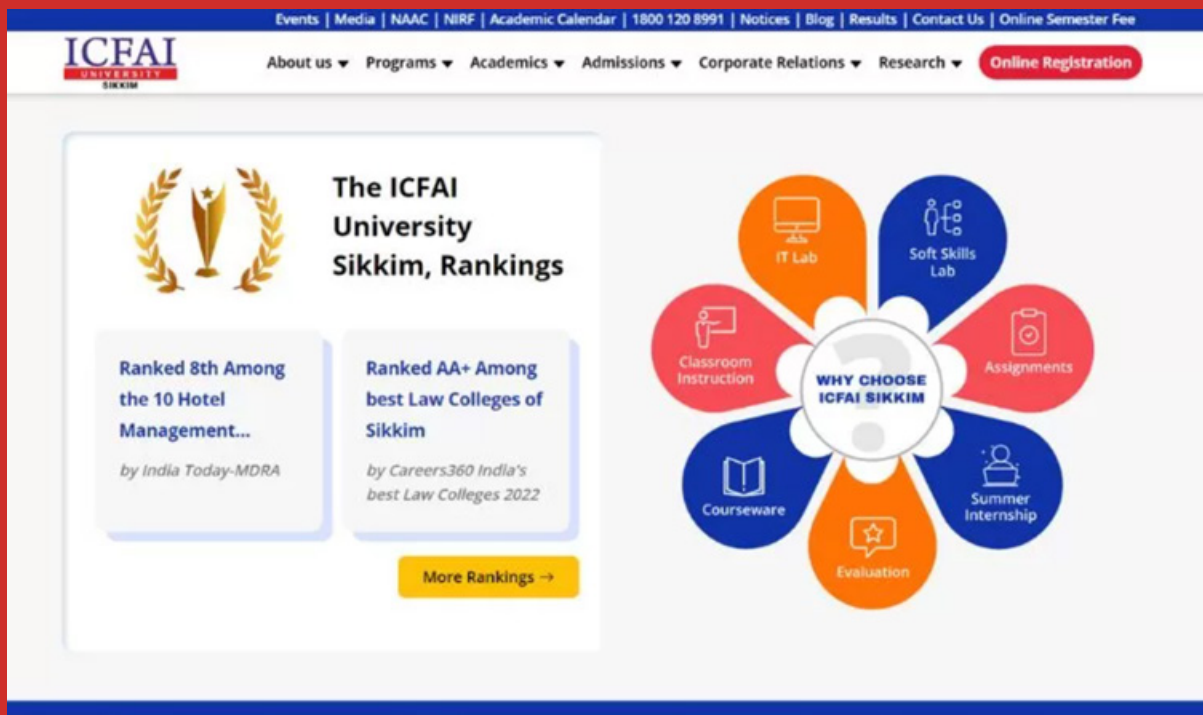 Events | Media | NAAC | NIRF | Academic Calendar | 1800 120 8991 | Notices | Blog | Results | Contact Us | Online Semester Fee
ICFAI
UNIVERSITY
SIKKIM
About us Programs Academics Admissions Corporate Relations Research Online Registration
The ICFAI
University
Sikkim, Rankings
Ranked 8th Among
the 10 Hotel
Management...
by India Today-MDRA
Ranked AA+ Among
best Law Colleges of
Sikkim
by Careers360 India's
best Law Colleges 2022
More Rankings →
IT Lab
Soft Skills
Lab
Classroom
Instruction
Assignments
?
WHY CHOOSE
ICFAI SIKKIM
Courseware
Summer
Internship
Evaluation